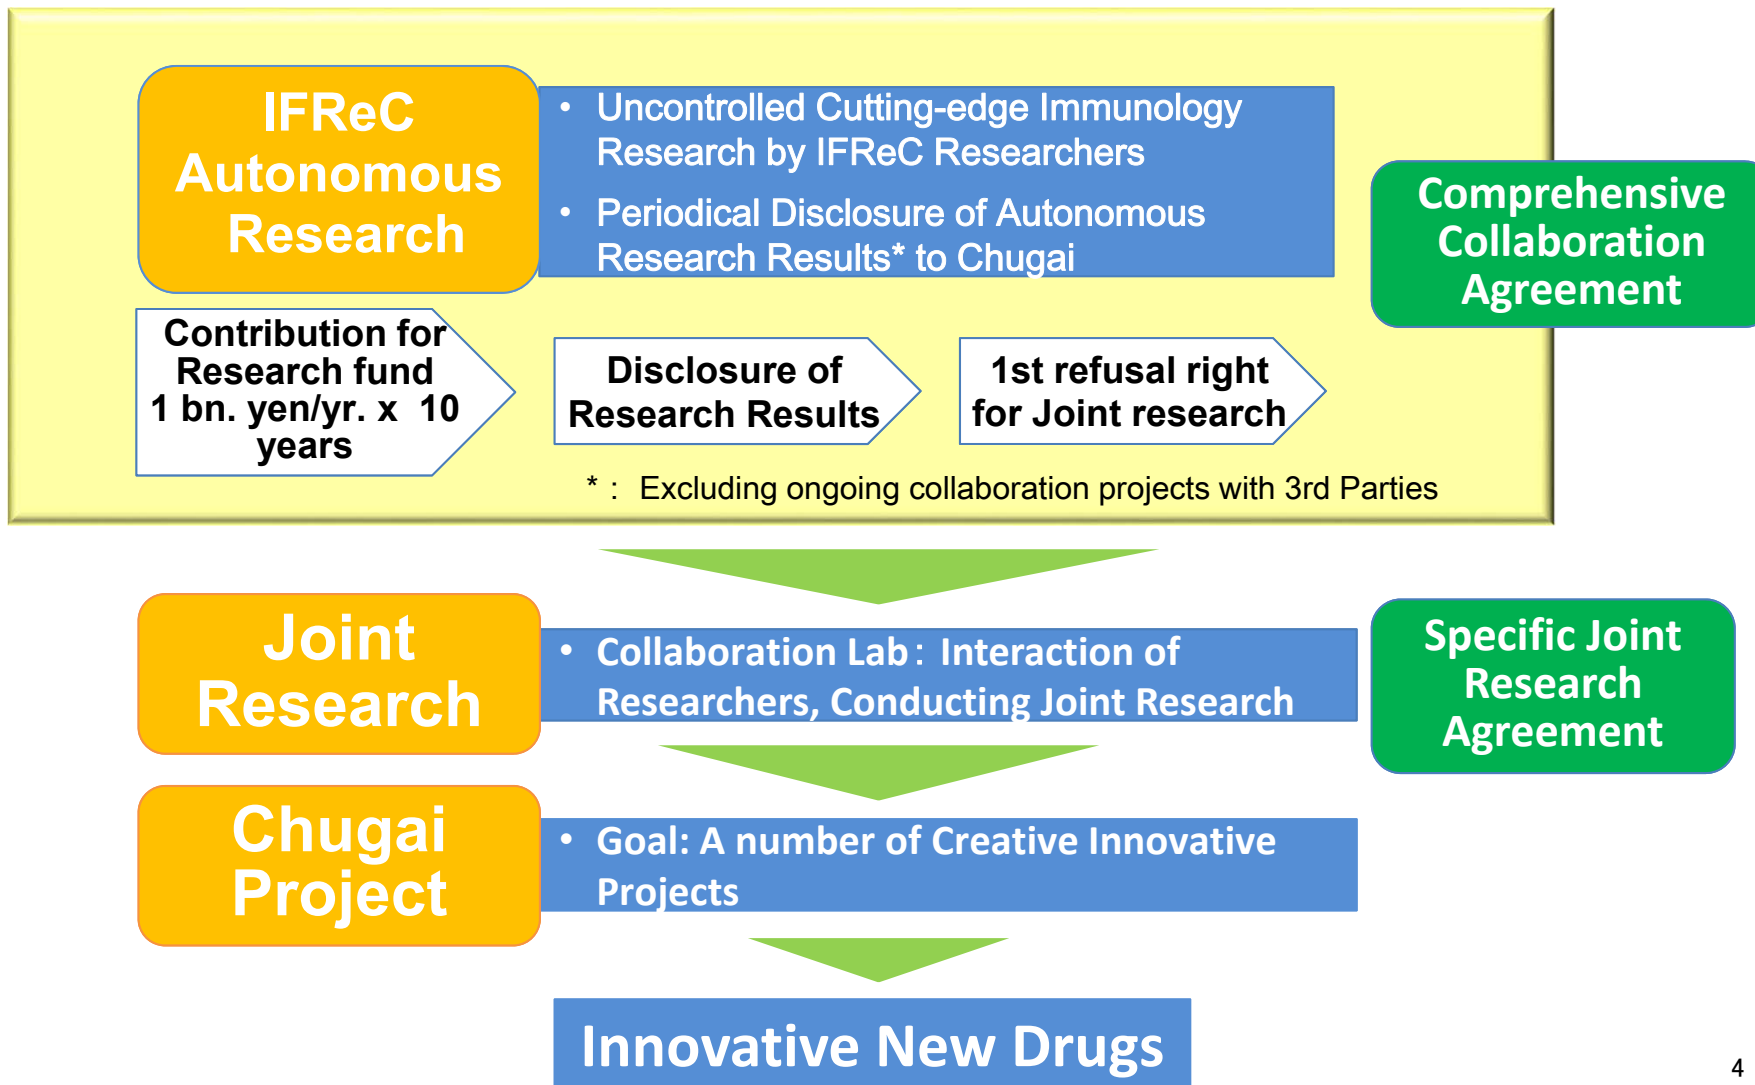 IFReC
Autonomous
Research
• Uncontrolled Cutting-edge Immunology
Research by IFReC Researchers
• Periodical Disclosure of Autonomous
Research Results* to Chugai
Comprehensive
Collaboration
Agreement
Contribution for
Research fund
1 bn. yen/yr. x 10
years
Disclosure of
Research Results
1st refusal right
for Joint research
*： Excluding ongoing collaboration projects with 3rd Parties
Joint
Research
• Collaboration Lab： Interaction of
Researchers, Conducting Joint Research
Specific Joint
Research
Agreement
Chugai
Project
• Goal: A number of Creative Innovative
Projects
Innovative New Drugs
4